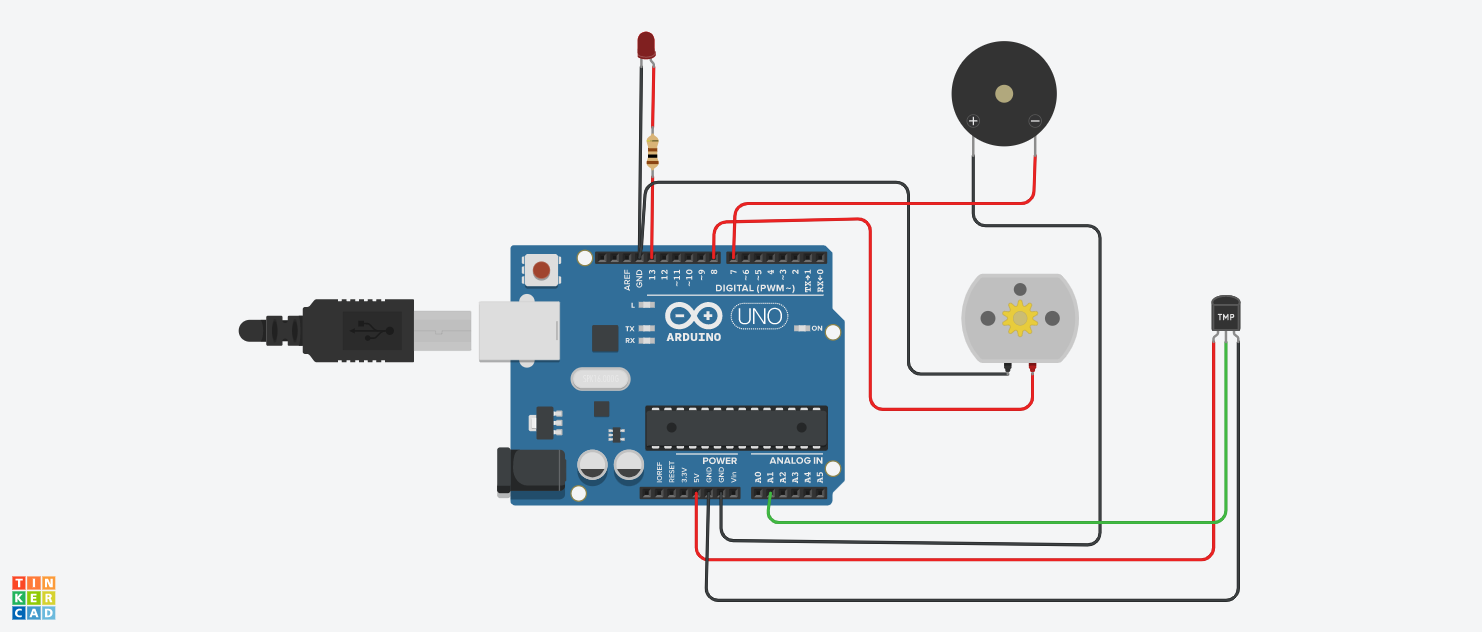 + −
TMP
AREF
GND
13
12
~11
~10
~9
8
7
~6
~5
4
~3
2
TX→1
RX←0
DIGITAL (PWM~)
L
TX
RX
UNO
ARDUINO
ON
POWER
ANALOG IN
IOREF
RESET
3.3V
5V
GND
GND
Vin
A0
A1
A2
A3
A4
A5
TIN
KER
CAD